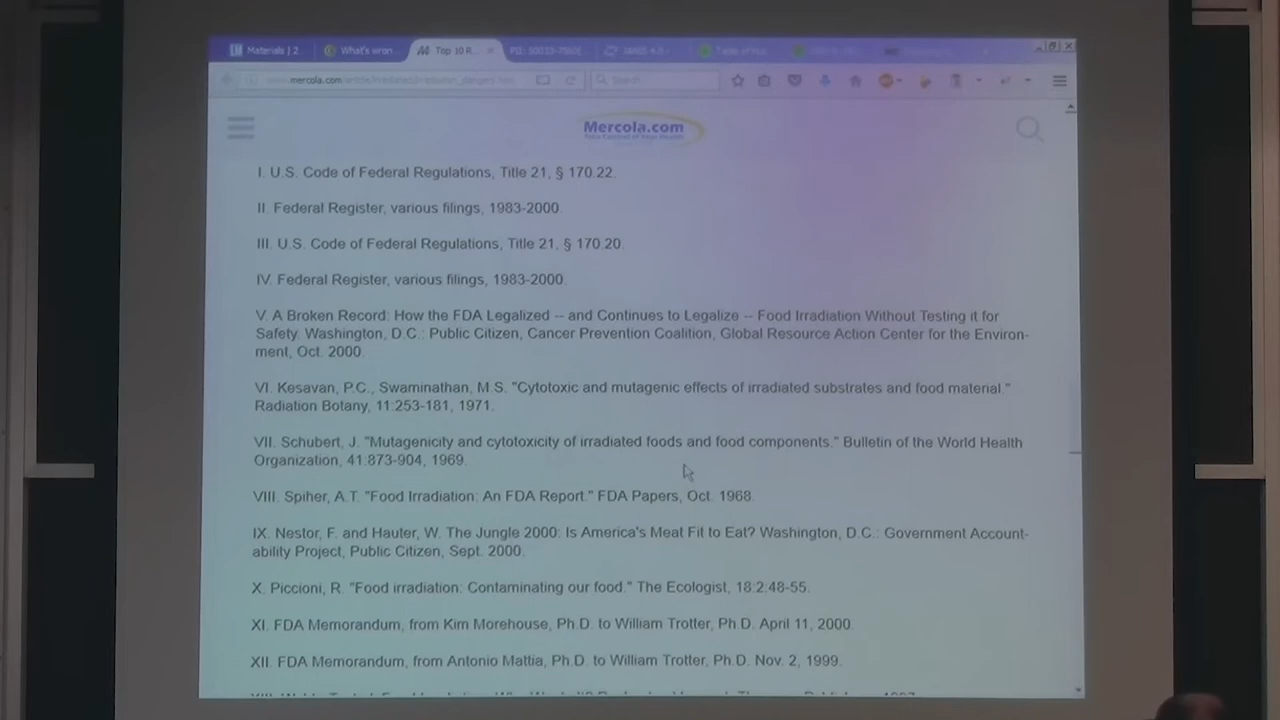 Materials | 2
What's wron...
Top 10 R...
mercola.com
Search
Mercola.com
I. U.S. Code of Federal Regulations, Title 21, § 170.22.
II. Federal Register, various filings, 1983-2000.
III. U.S. Code of Federal Regulations, Title 21, § 170.20.
IV. Federal Register, various filings, 1983-2000.
V. A Broken Record: How the FDA Legalized -- and Continues to Legalize -- Food Irradiation Without Testing it for
Safety. Washington, D.C.: Public Citizen, Cancer Prevention Coalition, Global Resource Action Center for the Environ-
ment, Oct. 2000.
VI. Kesavan, P.C., Swaminathan, M.S. "Cytotoxic and mutagenic effects of irradiated substrates and food material."
Radiation Botany, 11:253-181, 1971.
VII. Schubert, J. "Mutagenicity and cytotoxicity of irradiated foods and food components." Bulletin of the World Health
Organization, 41:873-904, 1969.
VIII. Spiher, A.T. "Food Irradiation: An FDA Report." FDA Papers, Oct. 1968.
IX. Nestor, F. and Hauter, W. The Jungle 2000: Is America's Meat Fit to Eat? Washington, D.C.: Government Account-
ability Project, Public Citizen, Sept. 2000.
X. Piccioni, R. "Food irradiation: Contaminating our food." The Ecologist, 18:2:48-55.
XI. FDA Memorandum, from Kim Morehouse, Ph.D. to William Trotter, Ph.D. April 11, 2000.
XII. FDA Memorandum, from Antonio Mattia, Ph.D. to William Trotter, Ph.D. Nov. 2, 1999.